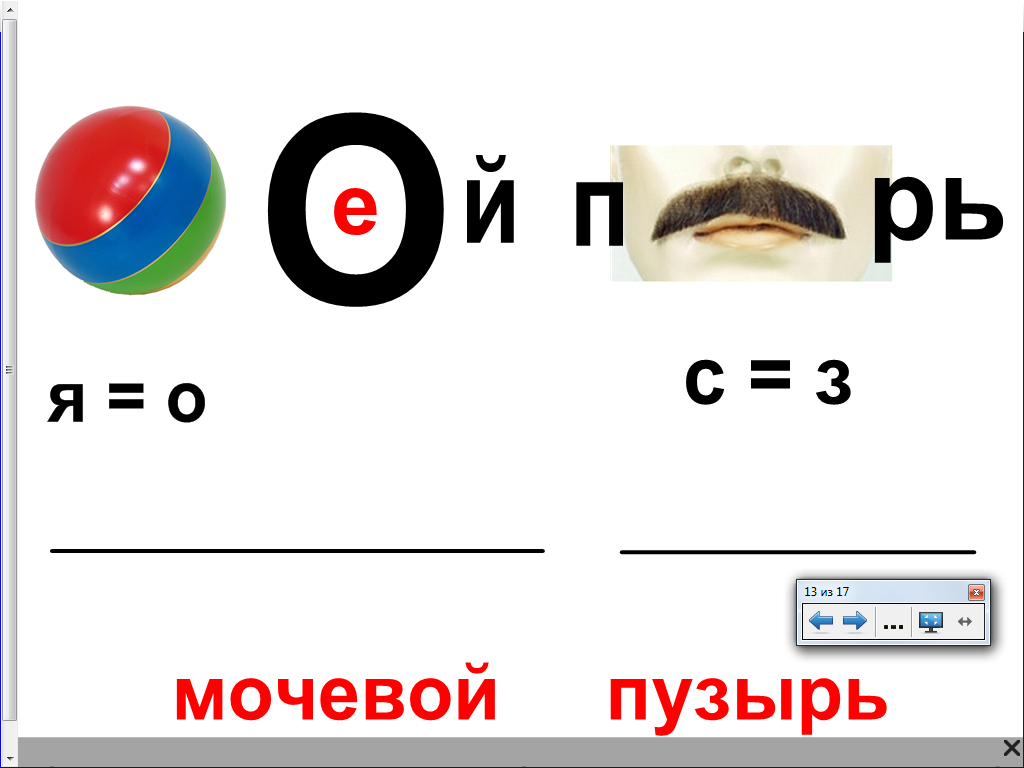 е О й п рь
я = о с = з
13 из 17
...
мочевой пузырь